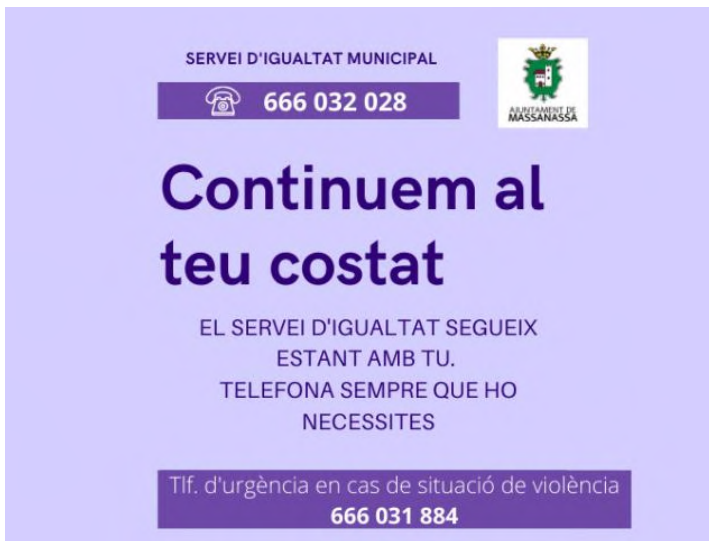 SERVEI D'IGUALTAT MUNICIPAL
666 032 028
AJUNTAMENT DE
MASSANASSA
Continuem al
teu costat
EL SERVEI D'IGUALTAT SEGUEIX
ESTANT AMB TU.
TELEFONA SEMPRE QUE HO
NECESSITES
Tlf. d'urgència en cas de situació de violència
666 031 884